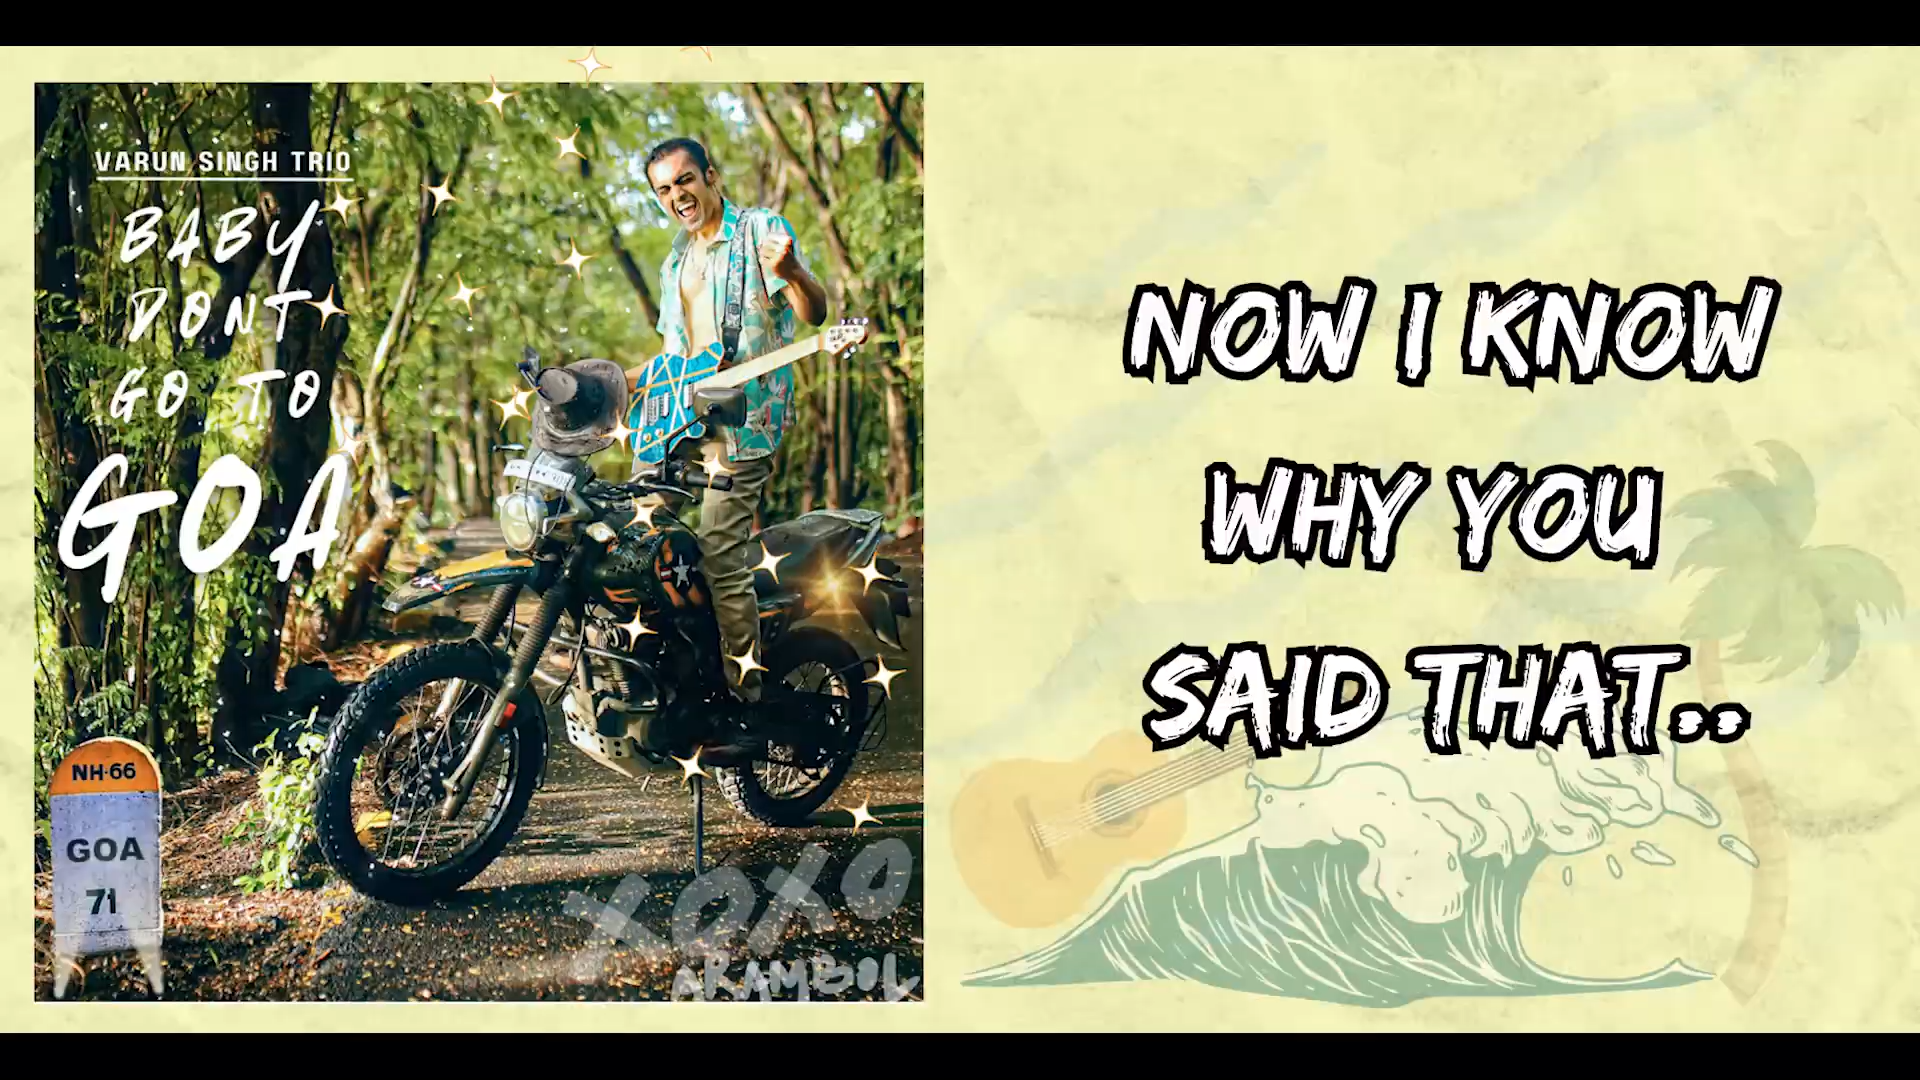 VARUN SINGH TRIO
BABY
DONT
GO TO
GOA
NH-66
GOA
71
XOXO
ARAMBOL
NOW I KNOW
WHY YOU
SAID THAT..